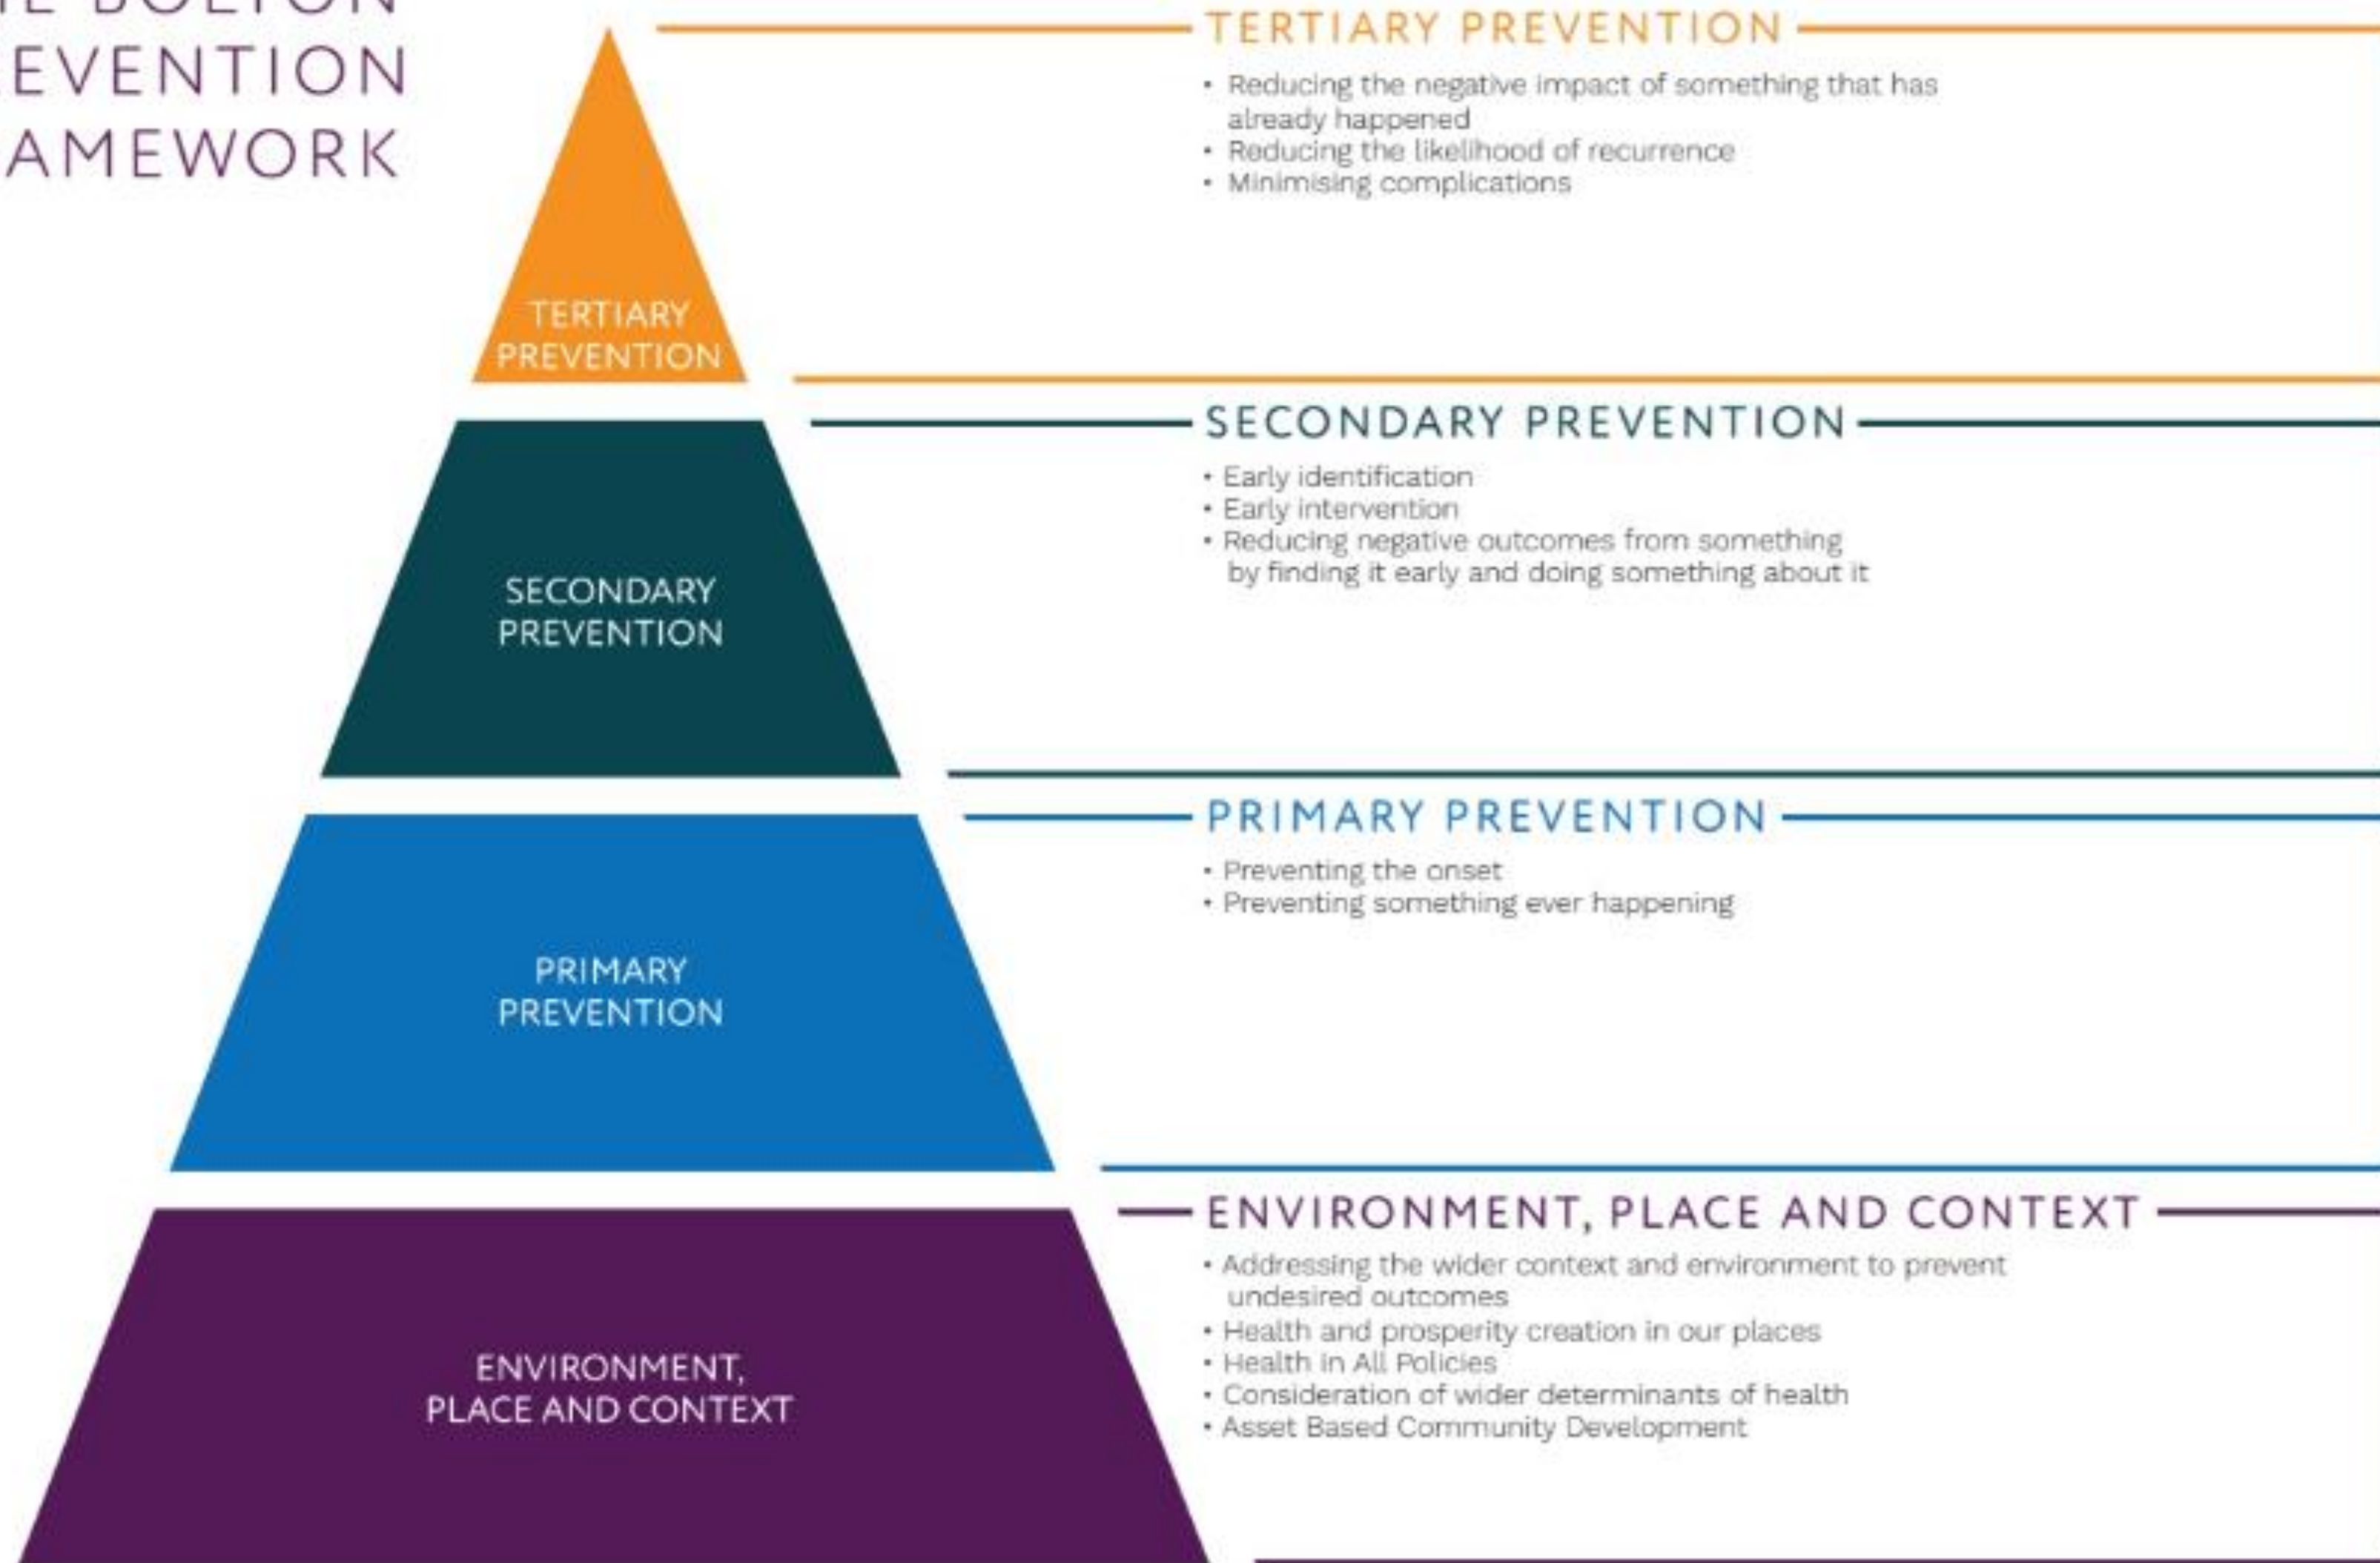 BOLTON
EVENTION
AMEWORK
TERTIARY PREVENTION
• Reducing the negative impact of something that has
already happened
• Reducing the likelihood of recurrence
• Minimising complications
TERTIARY
PREVENTION
SECONDARY PREVENTION
• Early identification
• Early intervention
• Reducing negative outcomes from something
by finding it early and doing something about it
SECONDARY
PREVENTION
PRIMARY PREVENTION
• Preventing the onset
• Preventing something ever happening
PRIMARY
PREVENTION
ENVIRONMENT, PLACE AND CONTEXT
• Addressing the wider context and environment to prevent
undesired outcomes
• Health and prosperity creation in our places
• Health in All Policies
• Consideration of wider determinants of health
• Asset Based Community Development
ENVIRONMENT,
PLACE AND CONTEXT